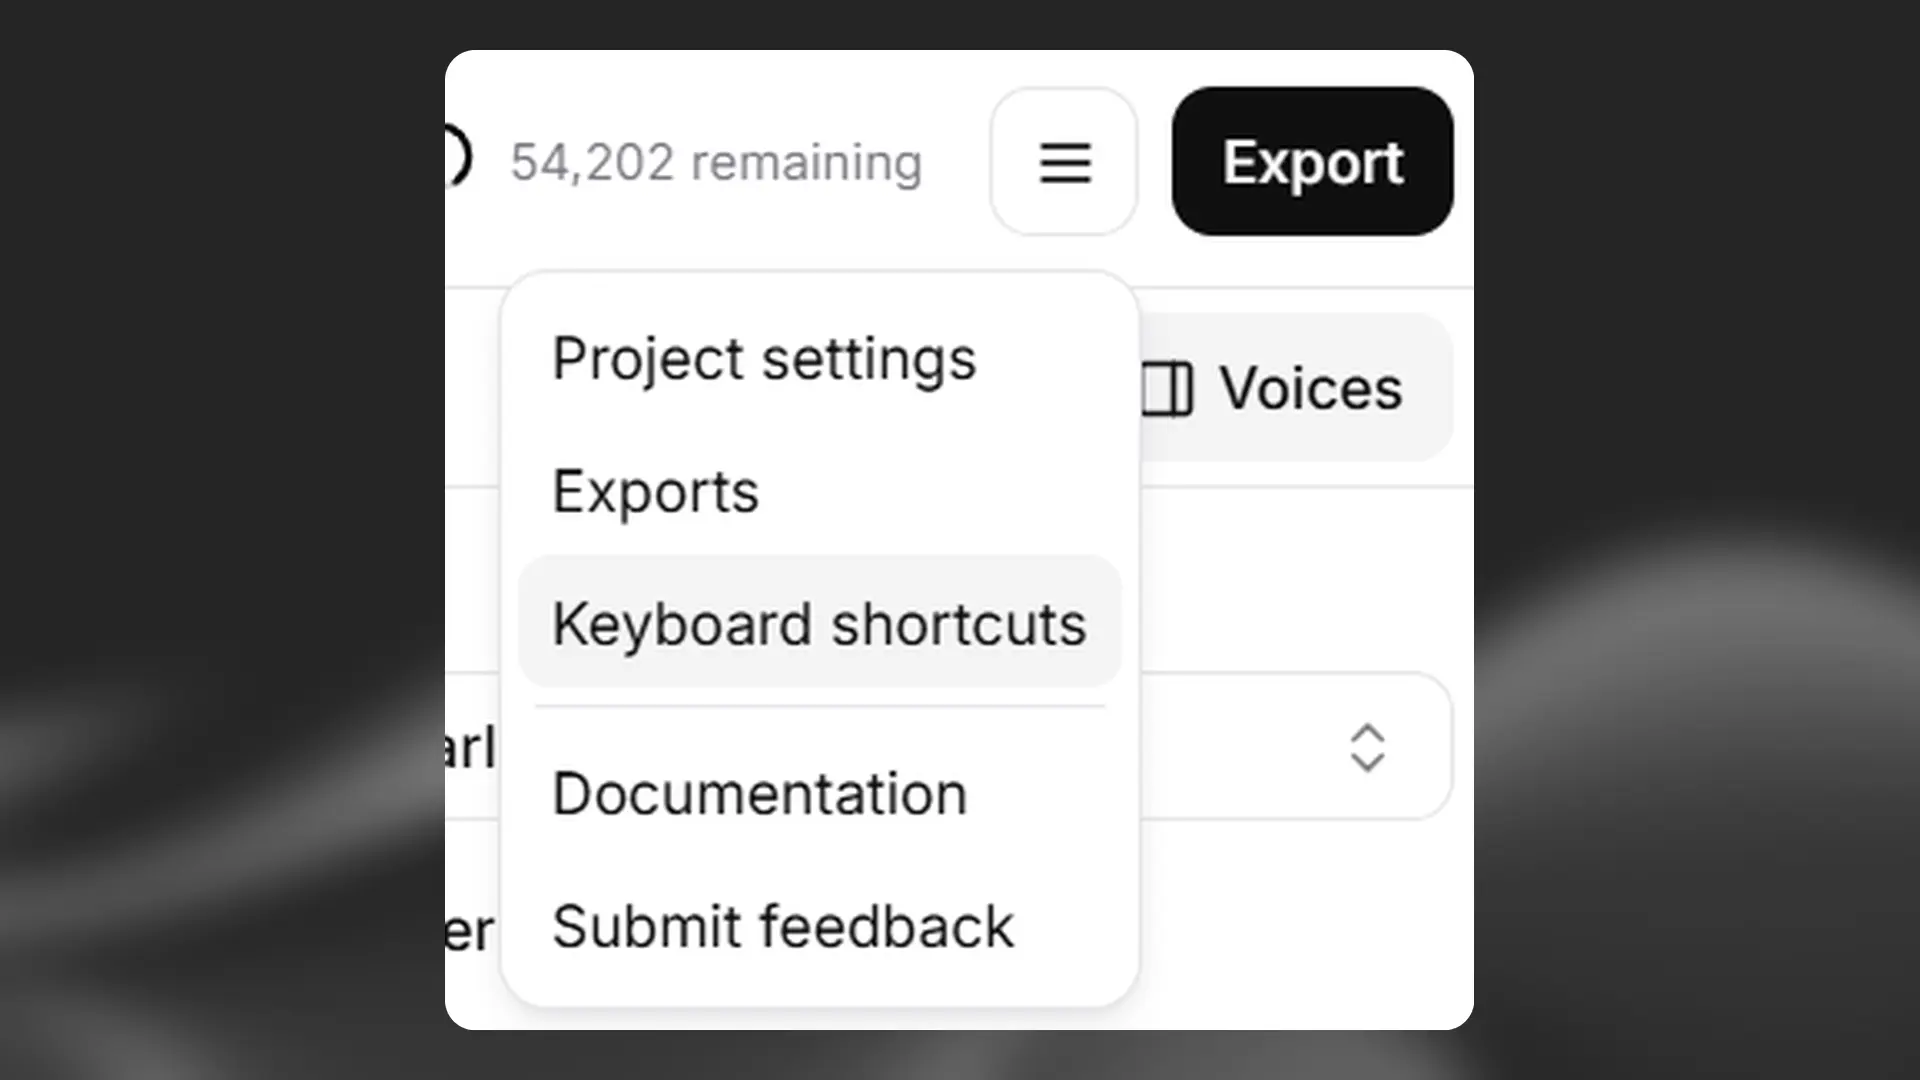 54,202 remaining
Export
Project settings
Voices
Exports
Keyboard shortcuts
Documentation
Submit feedback